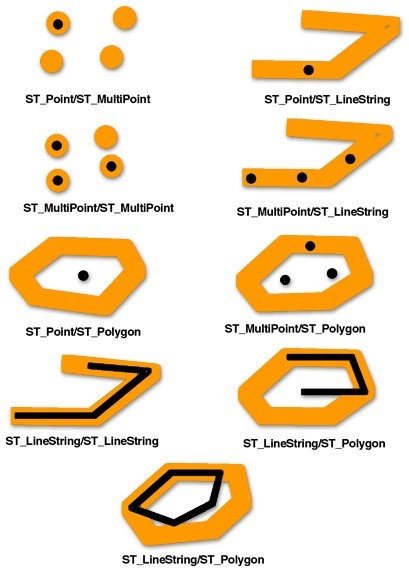 ST_Point/ST_MultiPoint
ST_Point/ST_LineString
ST_MultiPoint/ST_MultiPoint
ST_MultiPoint/ST_LineString
ST_Point/ST_Polygon
ST_MultiPoint/ST_Polygon
ST_LineString/ST_LineString
ST_LineString/ST_Polygon
ST_LineString/ST_Polygon